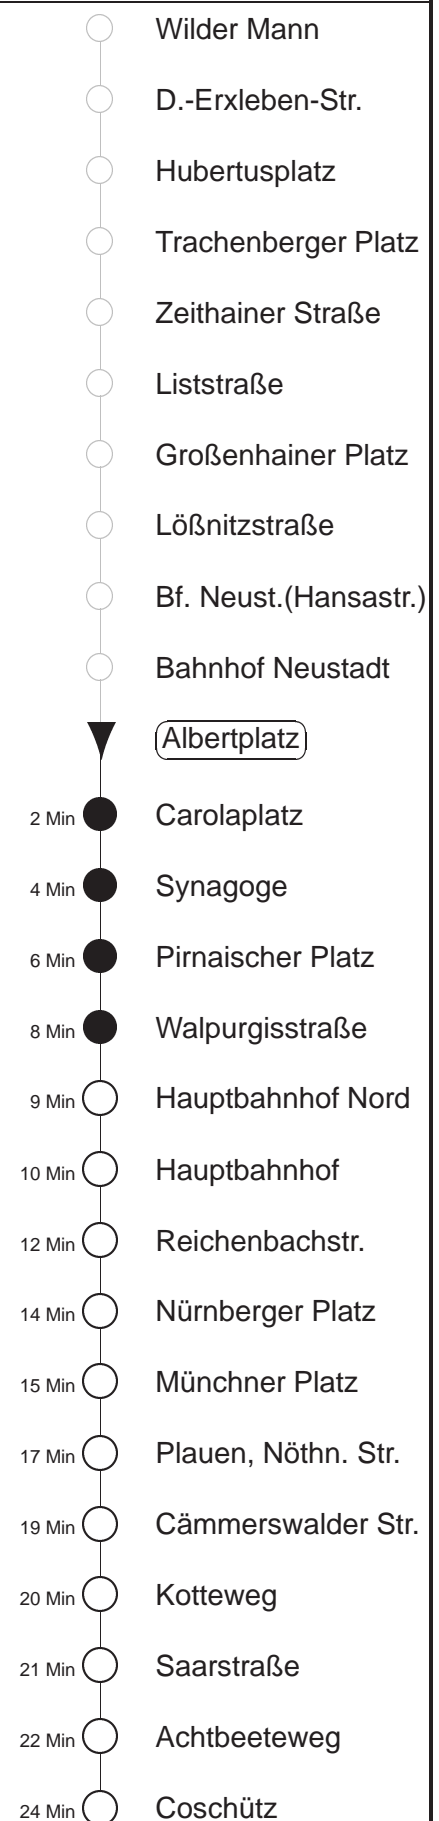 Wilder Mann
D.-Erxleben-Str.
Hubertusplatz
Trachenberger Platz
Zeithainer Straße
Liststraße
Großenhainer Platz
Lößnitzstraße
Bf. Neust.(Hansastr.)
Bahnhof Neustadt
Albertplatz
2 Min Carolaplatz
4 Min Synagoge
6 Min Pirnaischer Platz
8 Min Walpurgisstraße
9 Min Hauptbahnhof Nord
10 Min Hauptbahnhof
12 Min Reichenbachstr.
14 Min Nürnberger Platz
15 Min Münchner Platz
17 Min Plauen, Nöthn. Str.
19 Min Cämmerswalder Str.
20 Min Kotteweg
21 Min Saarstraße
22 Min Achtbeeteweg
24 Min Coschütz